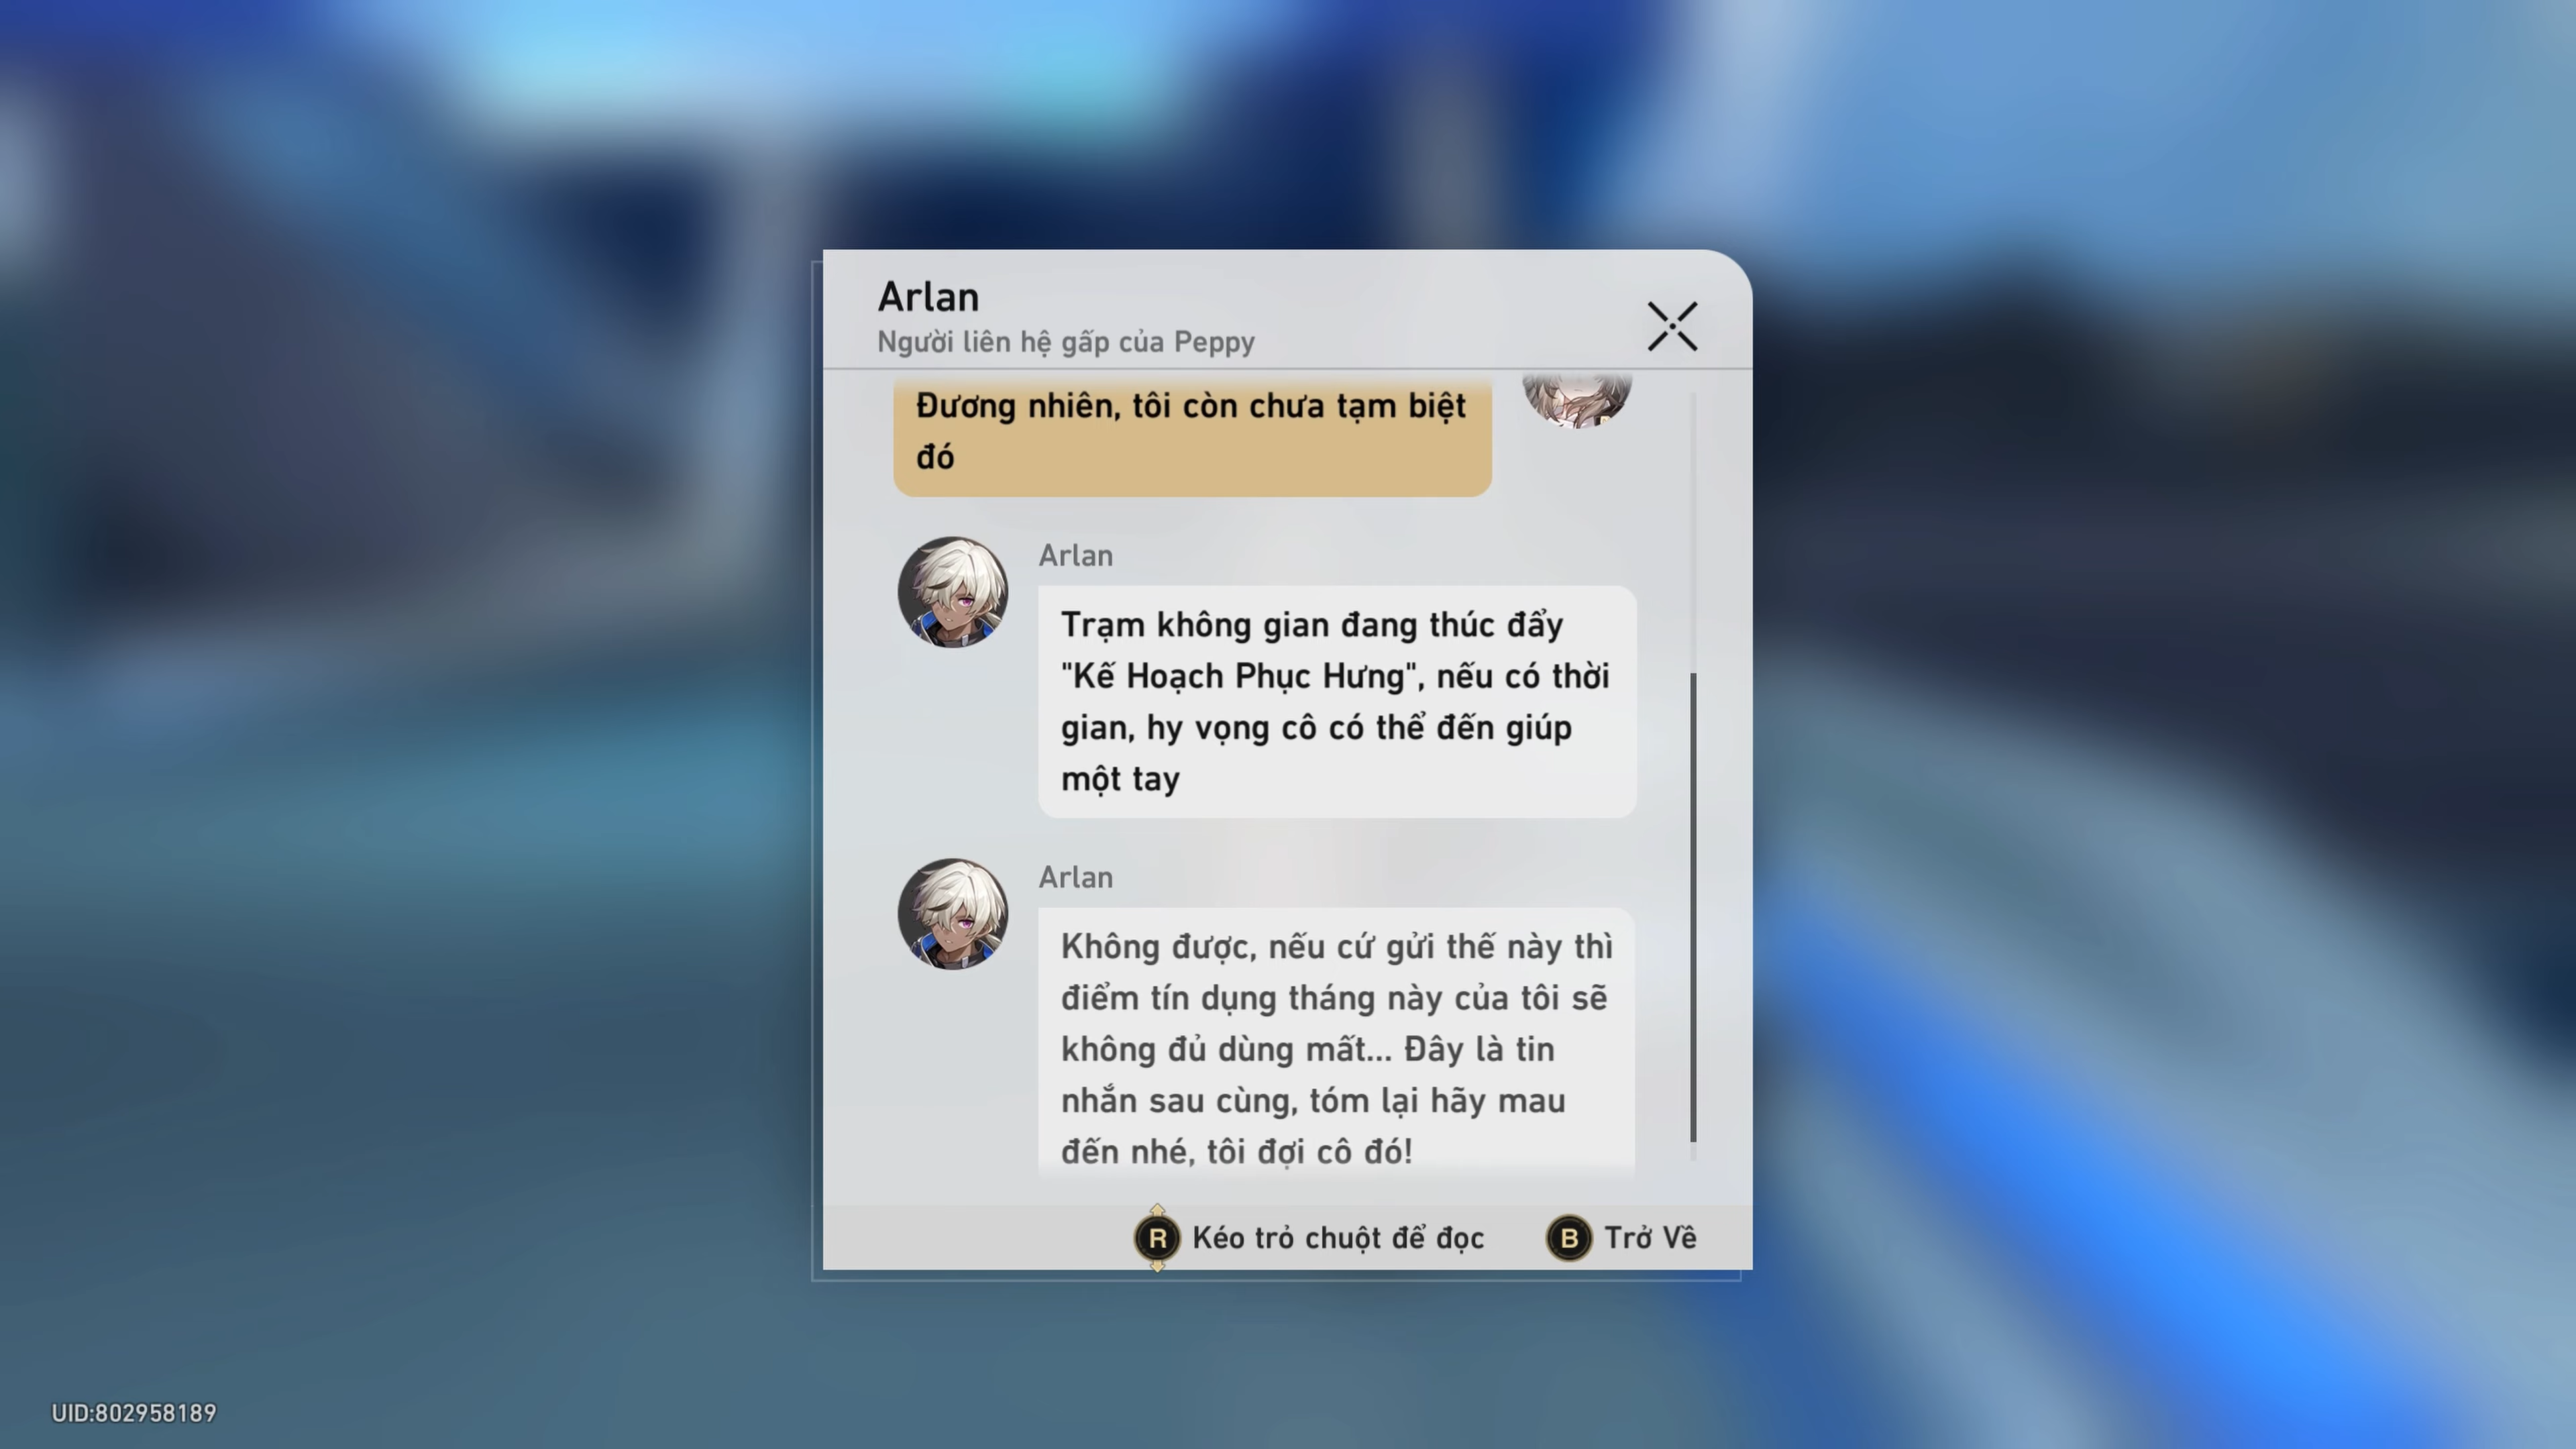 Arlan
Người liên hệ gấp của Peppy
Đương nhiên, tôi còn chưa tạm biệt
đó
Arlan
Trạm không gian đang thúc đẩy
"Kế Hoạch Phục Hưng", nếu có thời
gian, hy vọng cô có thể đến giúp
một tay
Arlan
Không được, nếu cứ gửi thế này thì
điểm tín dụng tháng này của tôi sẽ
không đủ dùng mất... Đây là tin
nhắn sau cùng, tóm lại hãy mau
đến nhé, tôi đợi cô đó!
R Kéo trỏ chuột để đọc
B Trở Về
UID:802958189